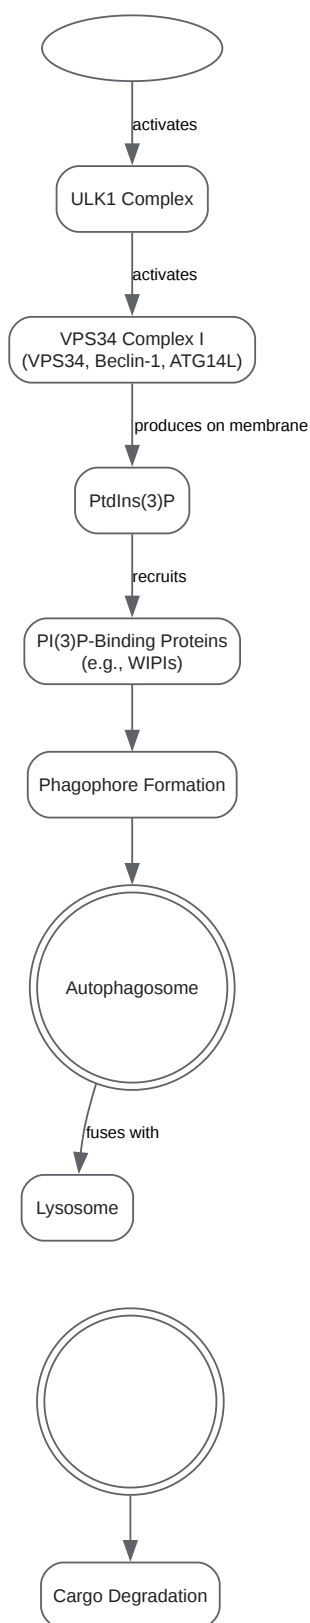 activates
ULK1 Complex
activates
VPS34 Complex I
(VPS34, Beclin-1, ATG14L)
produces on membrane
PtdIns(3)P
recruits
PI(3)P-Binding Proteins
(e.g., WIPIs)
Phagophore Formation
Autophagosome
fuses with
Lysosome
Cargo Degradation